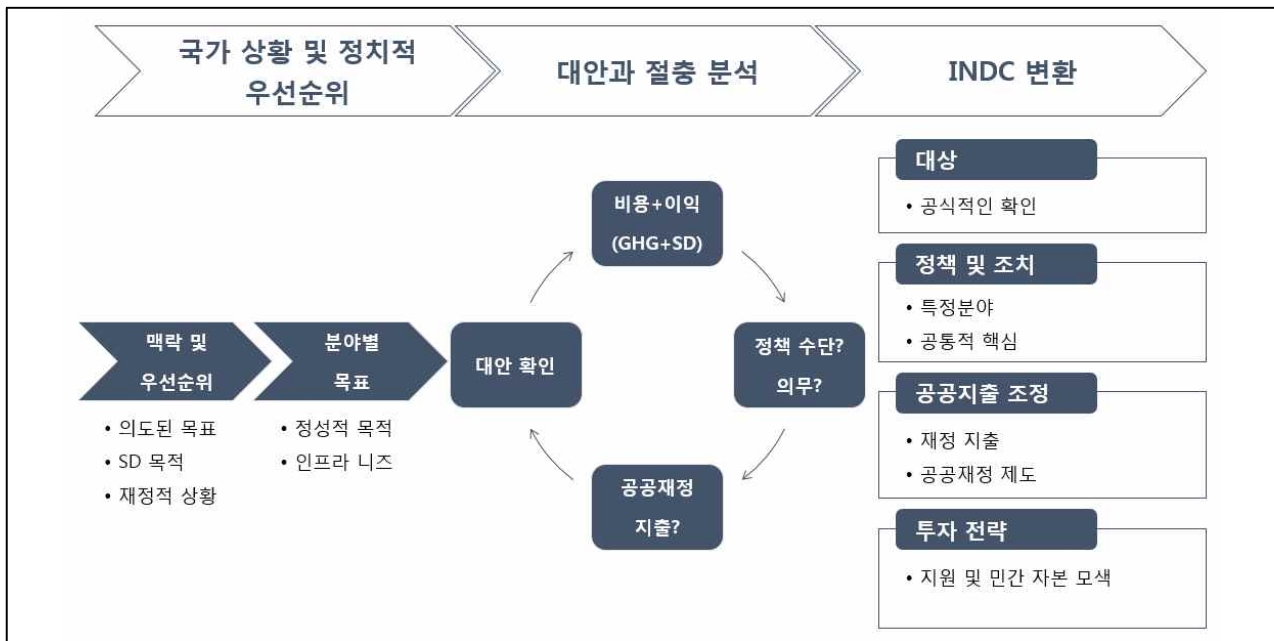 국가 상황 및 정치적
우선순위
대안과 절충 분석
INDC 변환
맥락 및
우선순위
• 의도된 목표
• SD 목적
• 재정적 상황
분야별
목표
• 정성적 목적
• 인프라 니즈
대안 확인
비용+이익
(GHG+SD)
정책 수단?
의무?
공공재정
지출?
대상
• 공식적인 확인
정책 및 조치
• 특정분야
• 공통적 핵심
공공지출 조정
• 재정 지출
• 공공재정 제도
투자 전략
• 지원 및 민간 자본 모색